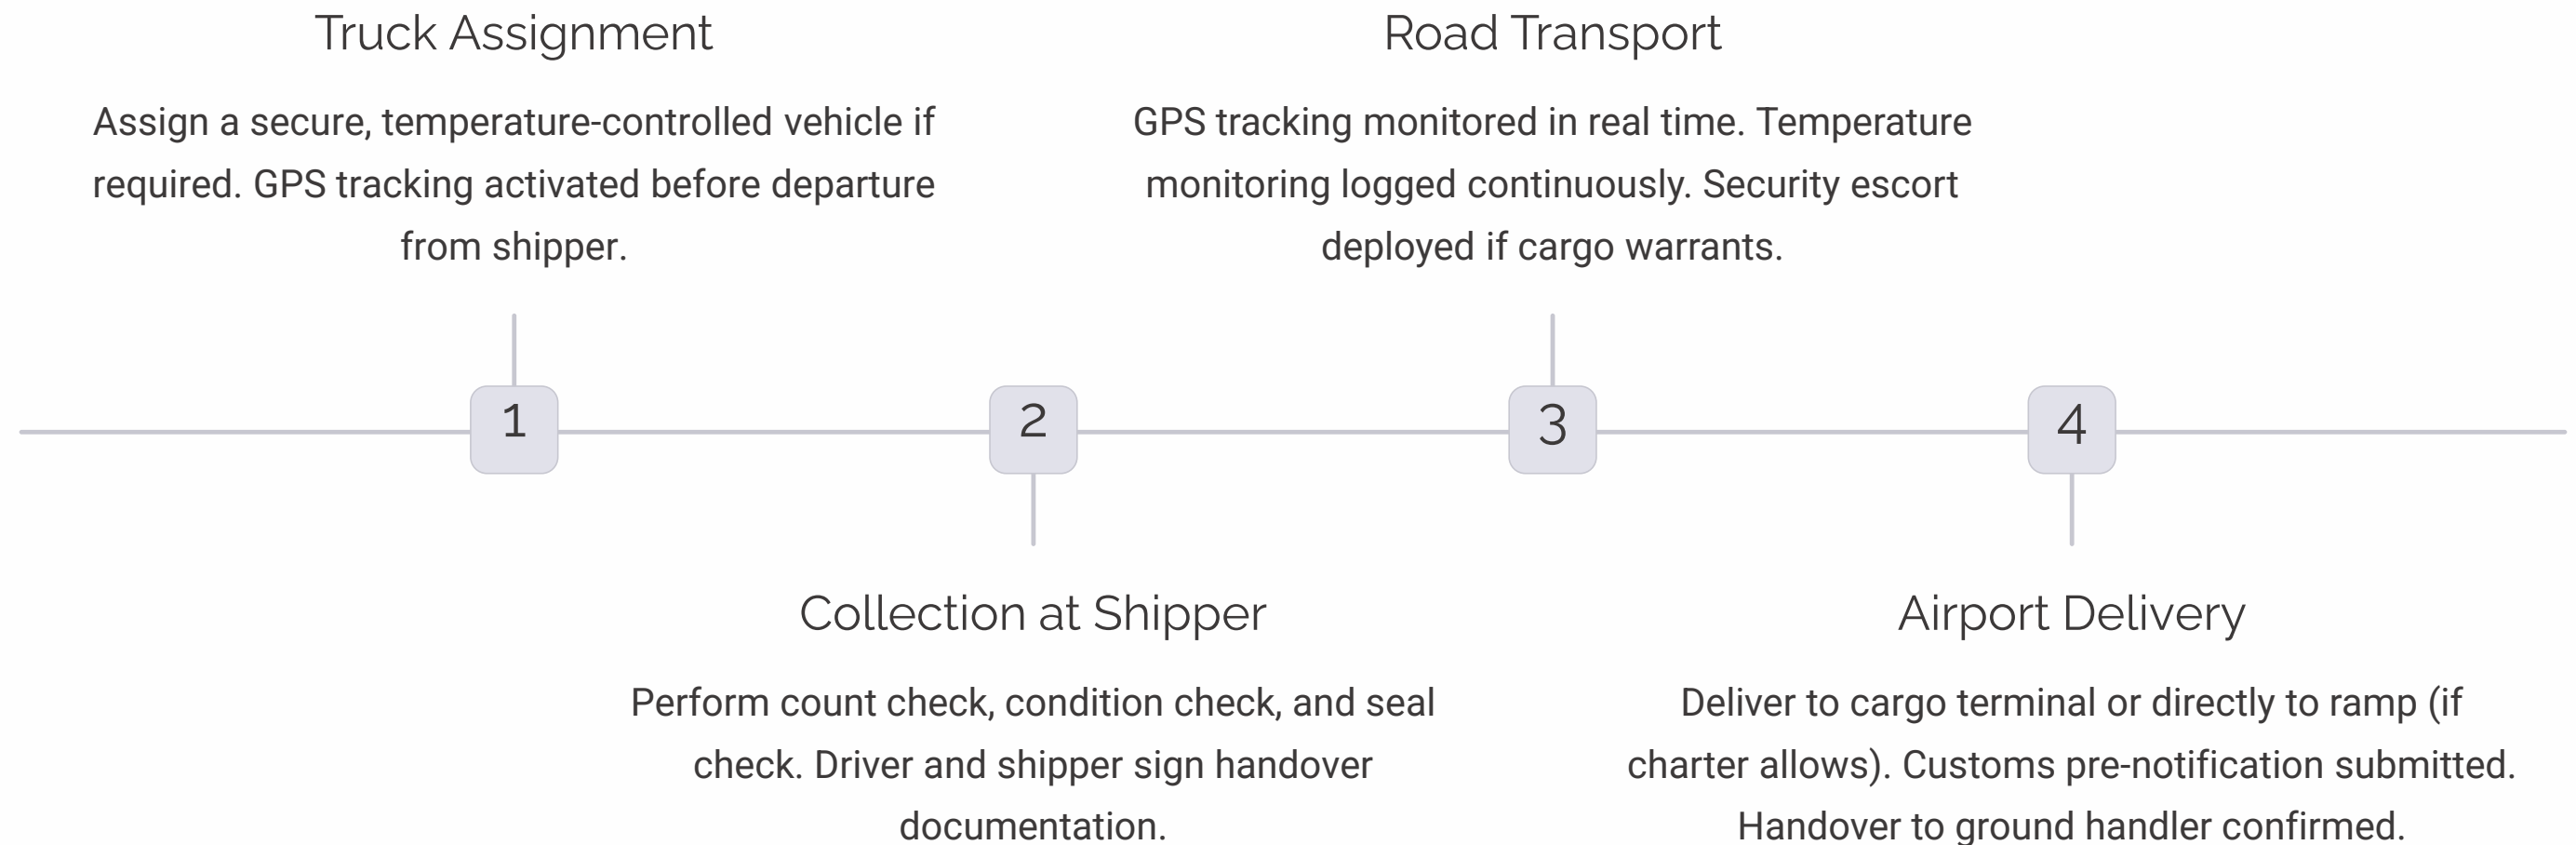 Truck Assignment
Assign a secure, temperature-controlled vehicle if
required. GPS tracking activated before departure
from shipper.
Road Transport
GPS tracking monitored in real time. Temperature
monitoring logged continuously. Security escort
deployed if cargo warrants.
1
2
3
4
Collection at Shipper
Perform count check, condition check, and seal
check. Driver and shipper sign handover
documentation.
Airport Delivery
Deliver to cargo terminal or directly to ramp (if
charter allows). Customs pre-notification submitted.
Handover to ground handler confirmed.